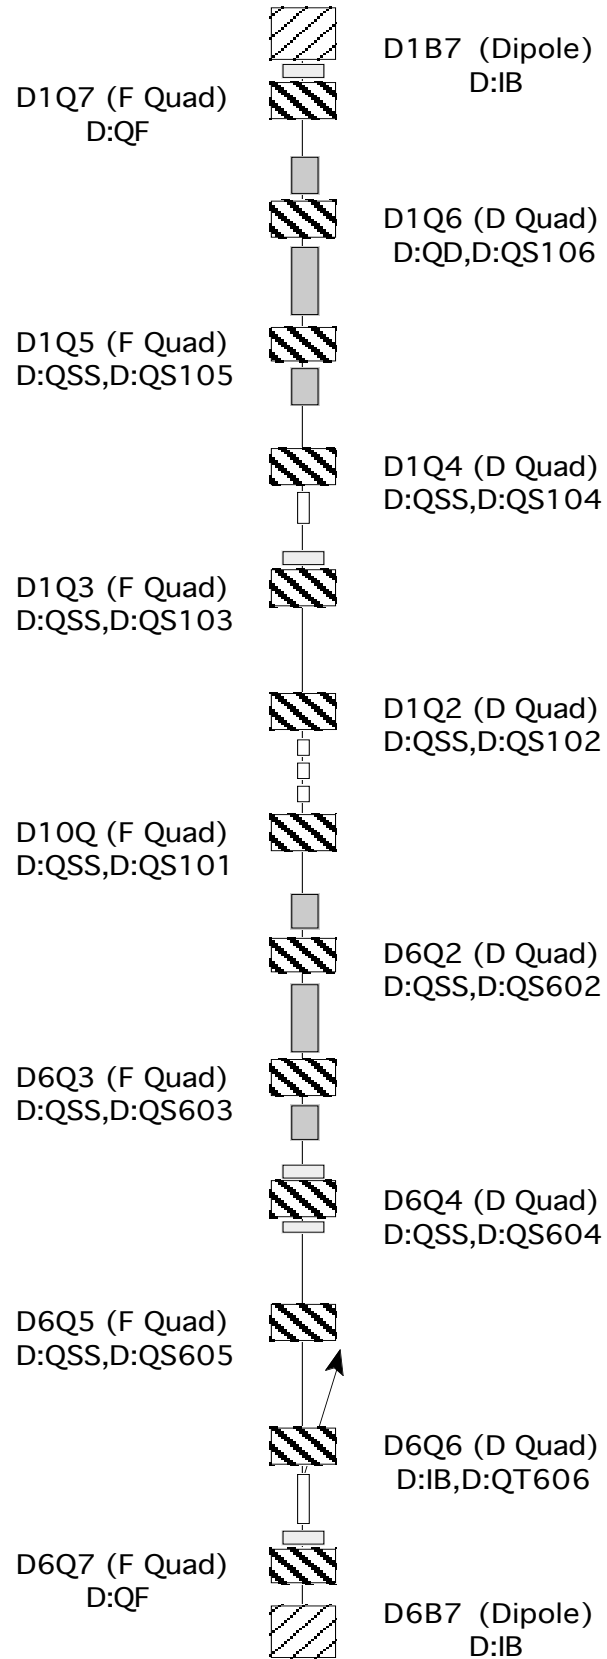 D1B7 (Dipole)
D:IB
D1Q7 (F Quad)
D:QF
D1Q6 (D Quad)
D:QD,D:QS106
D1Q5 (F Quad)
D:QSS,D:QS105
D1Q4 (D Quad)
D:QSS,D:QS104
D1Q3 (F Quad)
D:QSS,D:QS103
D1Q2 (D Quad)
D:QSS,D:QS102
D10Q (F Quad)
D:QSS,D:QS101
D6Q2 (D Quad)
D:QSS,D:QS602
D6Q3 (F Quad)
D:QSS,D:QS603
D6Q4 (D Quad)
D:QSS,D:QS604
D6Q5 (F Quad)
D:QSS,D:QS605
D6Q6 (D Quad)
D:IB,D:QT606
D6Q7 (F Quad)
D:QF
D6B7 (Dipole)
D:IB